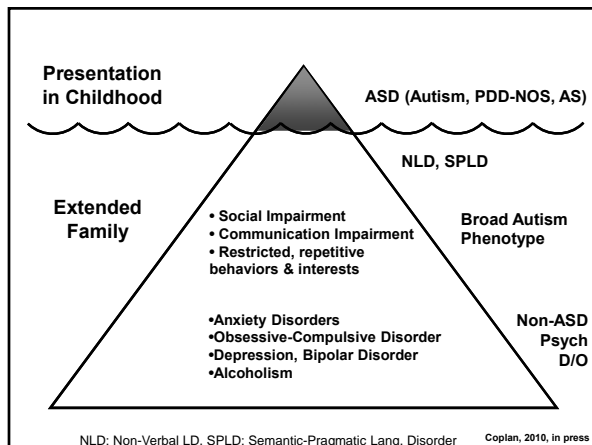 Presentation
in Childhood
ASD (Autism, PDD-NOS, AS)
NLD, SPLD
Extended
Family
• Social Impairment
• Communication Impairment
• Restricted, repetitive
behaviors & interests
Broad Autism
Phenotype
•Anxiety Disorders
•Obsessive-Compulsive Disorder
•Depression, Bipolar Disorder
•Alcoholism
Non-ASD
Psych
D/O
NLD: Non-Verbal LD, SPLD: Semantic-Pragmatic Lang. Disorder
Coplan, 2010, in press